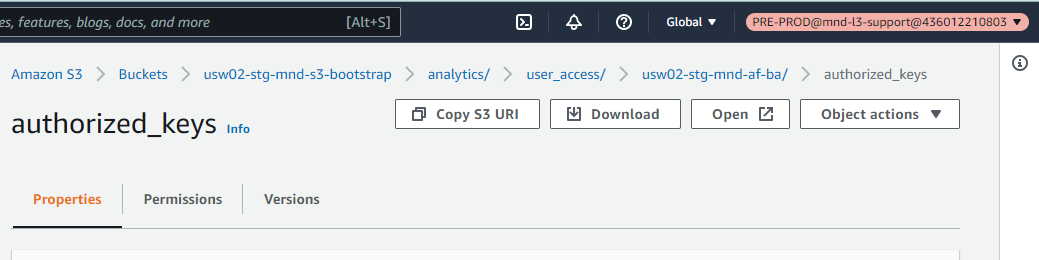 es, features, blogs, docs, and more [Alt+S] Global PRE-PROD@mnd-l3-support@436012210803
Amazon S3 Buckets usw02-stg-mnd-s3-bootstrap analytics/ user_access/ usw02-stg-mnd-af-ba/ authorized_keys
authorized_keys Info Copy S3 URI Download Open Object actions
Properties Permissions Versions